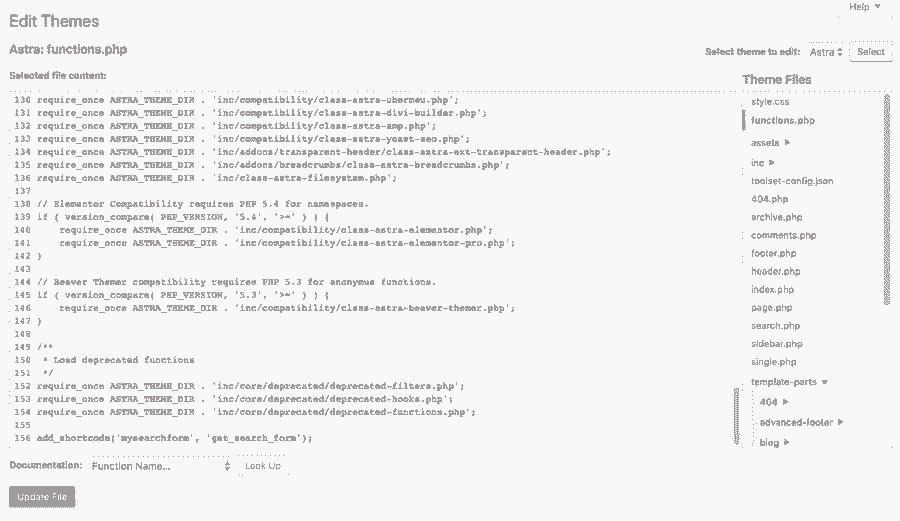 Help ▼
Edit Themes
Astra: functions.php
Select theme to edit: Astra Select
Selected file content:
130 require_once ASTRA_THEME_DIR . 'inc/compatibility/class-astra-ubermeu.php';
131 require_once ASTRA_THEME_DIR . 'inc/compatibility/class-astra-divi-builder.php';
132 require_once ASTRA_THEME_DIR . 'inc/compatibility/class-astra-amp.php';
133 require_once ASTRA_THEME_DIR . 'inc/compatibility/class-astra-yoast-seo.php';
134 require_once ASTRA_THEME_DIR . 'inc/addons/transparent-header/class-astra-ext-transparent-header.php';
135 require_once ASTRA_THEME_DIR . 'inc/addons/breadcrumbs/class-astra-breadcrumbs.php';
136 require_once ASTRA_THEME_DIR . 'inc/class-astra-filesystem.php';
137
138 // Elementor Compatibility requires PHP 5.4 for namespaces.
139 if ( version_compare( PHP_VERSION, '5.4', '>=' ) ) {
140 require_once ASTRA_THEME_DIR . 'inc/compatibility/class-astra-elementor.php';
141 require_once ASTRA_THEME_DIR . 'inc/compatibility/class-astra-elementor-pro.php';
142 }
143
144 // Beaver Themer compatibility requires PHP 5.3 for anonymous functions.
145 if ( version_compare( PHP_VERSION, '5.3', '>=' ) ) {
146 require_once ASTRA_THEME_DIR . 'inc/compatibility/class-astra-beaver-themer.php';
147 }
148
149 /**
150 * Load deprecated functions
151 */
152 require_once ASTRA_THEME_DIR . 'inc/core/deprecated/deprecated-filters.php';
153 require_once ASTRA_THEME_DIR . 'inc/core/deprecated/deprecated-hooks.php';
154 require_once ASTRA_THEME_DIR . 'inc/core/deprecated/deprecated-functions.php';
155
156 add_shortcode('mysearchform', 'get_search_form');
Theme Files
style.css
functions.php
assets ▶
inc ▶
toolset-config.json
404.php
archive.php
comments.php
footer.php
header.php
index.php
page.php
search.php
sidebar.php
single.php
template-parts ▼
404 ▶
advanced-footer ▶
blog ▶
Documentation: Function Name... Look Up
Update File